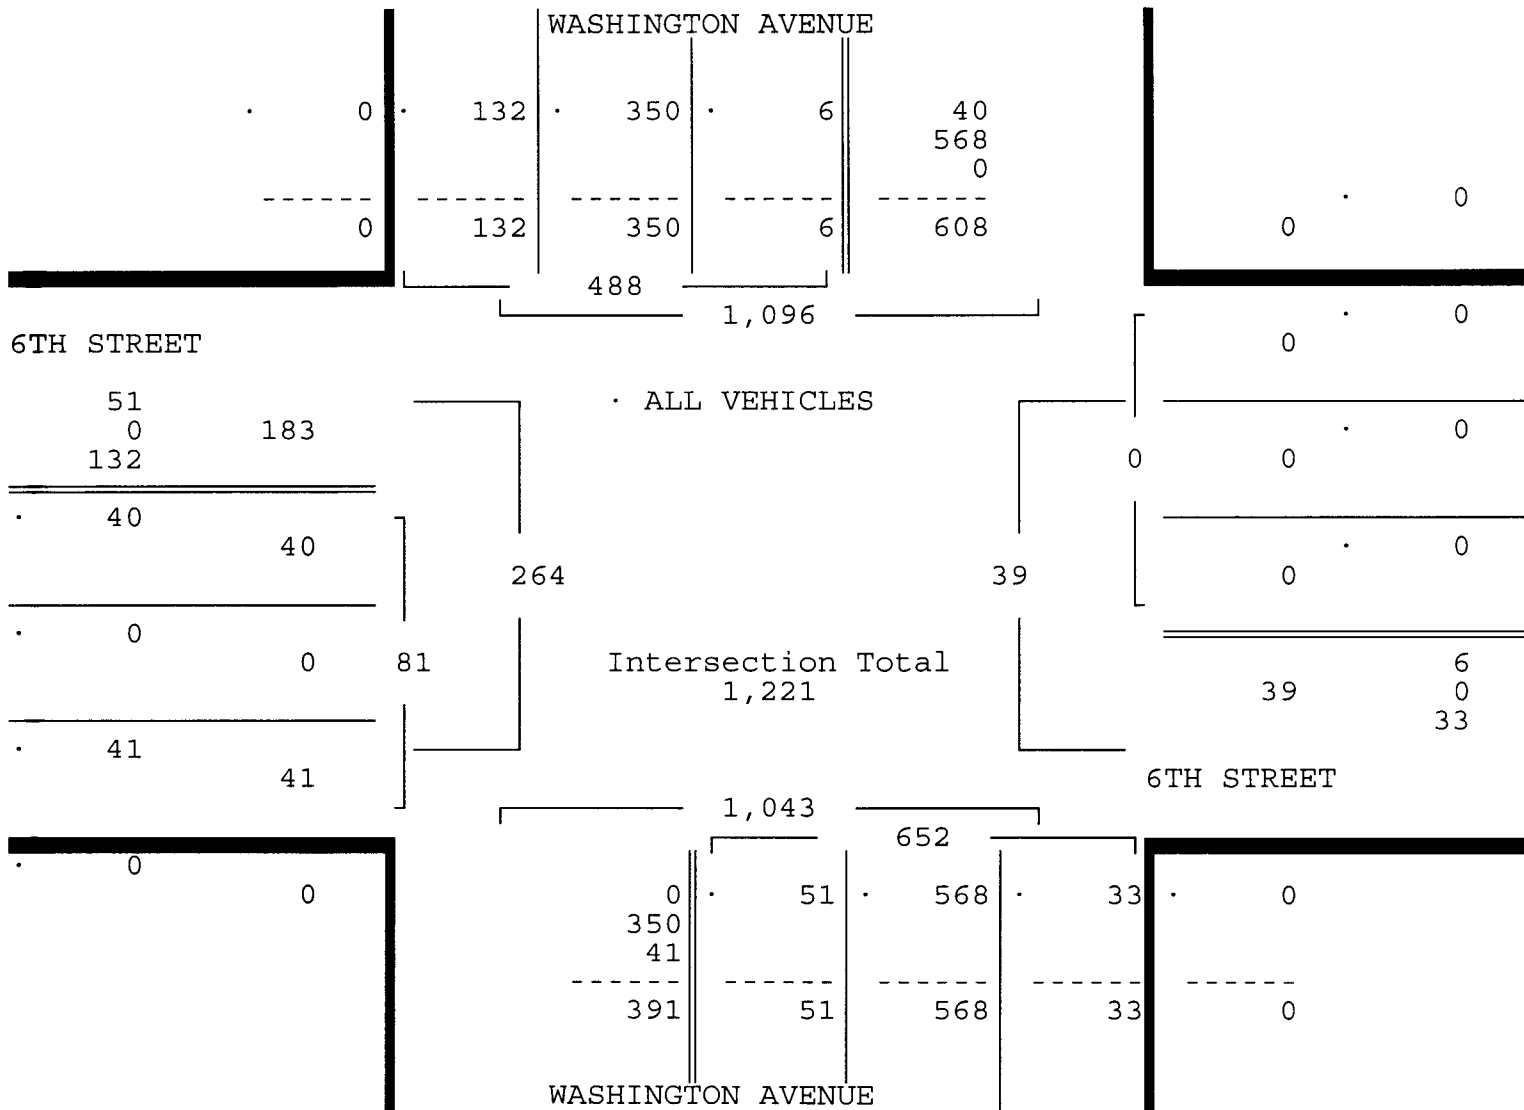 WASHINGTON AVENUE
· 0 · 132 · 350 · 6 40
568
0
· 0
------ ------ ------ ------ ------
0 132 350 6 608 0
488
1,096 · 0
6TH STREET 0
51 · ALL VEHICLES
0 183 · 0
132 0 0
· 40
40 · 0
264 39 0
· 0
0 81 Intersection Total 6
1,221 39 0
33
· 41
41 6TH STREET
1,043
652
· 0
0 0 · 51 · 568 · 33 · 0
350
41
------ ------ ------ ------ ------
391 51 568 33 0
WASHINGTON AVENUE